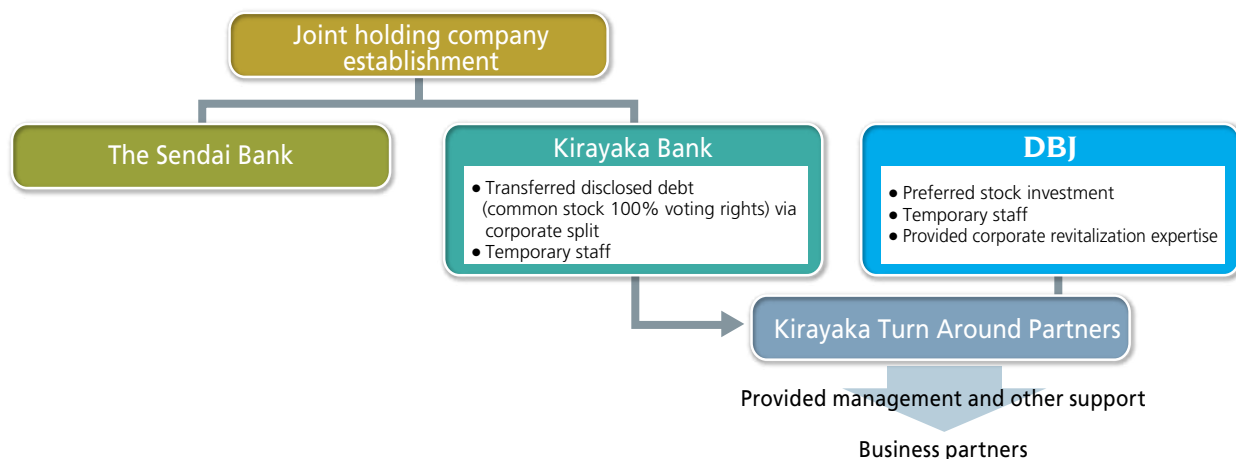 Joint holding company
establishment
The Sendai Bank
Kirayaka Bank
● Transferred disclosed debt
(common stock 100% voting rights) via
corporate split
● Temporary staff
DBJ
● Preferred stock investment
● Temporary staff
● Provided corporate revitalization expertise
Kirayaka Turn Around Partners
Provided management and other support
Business partners